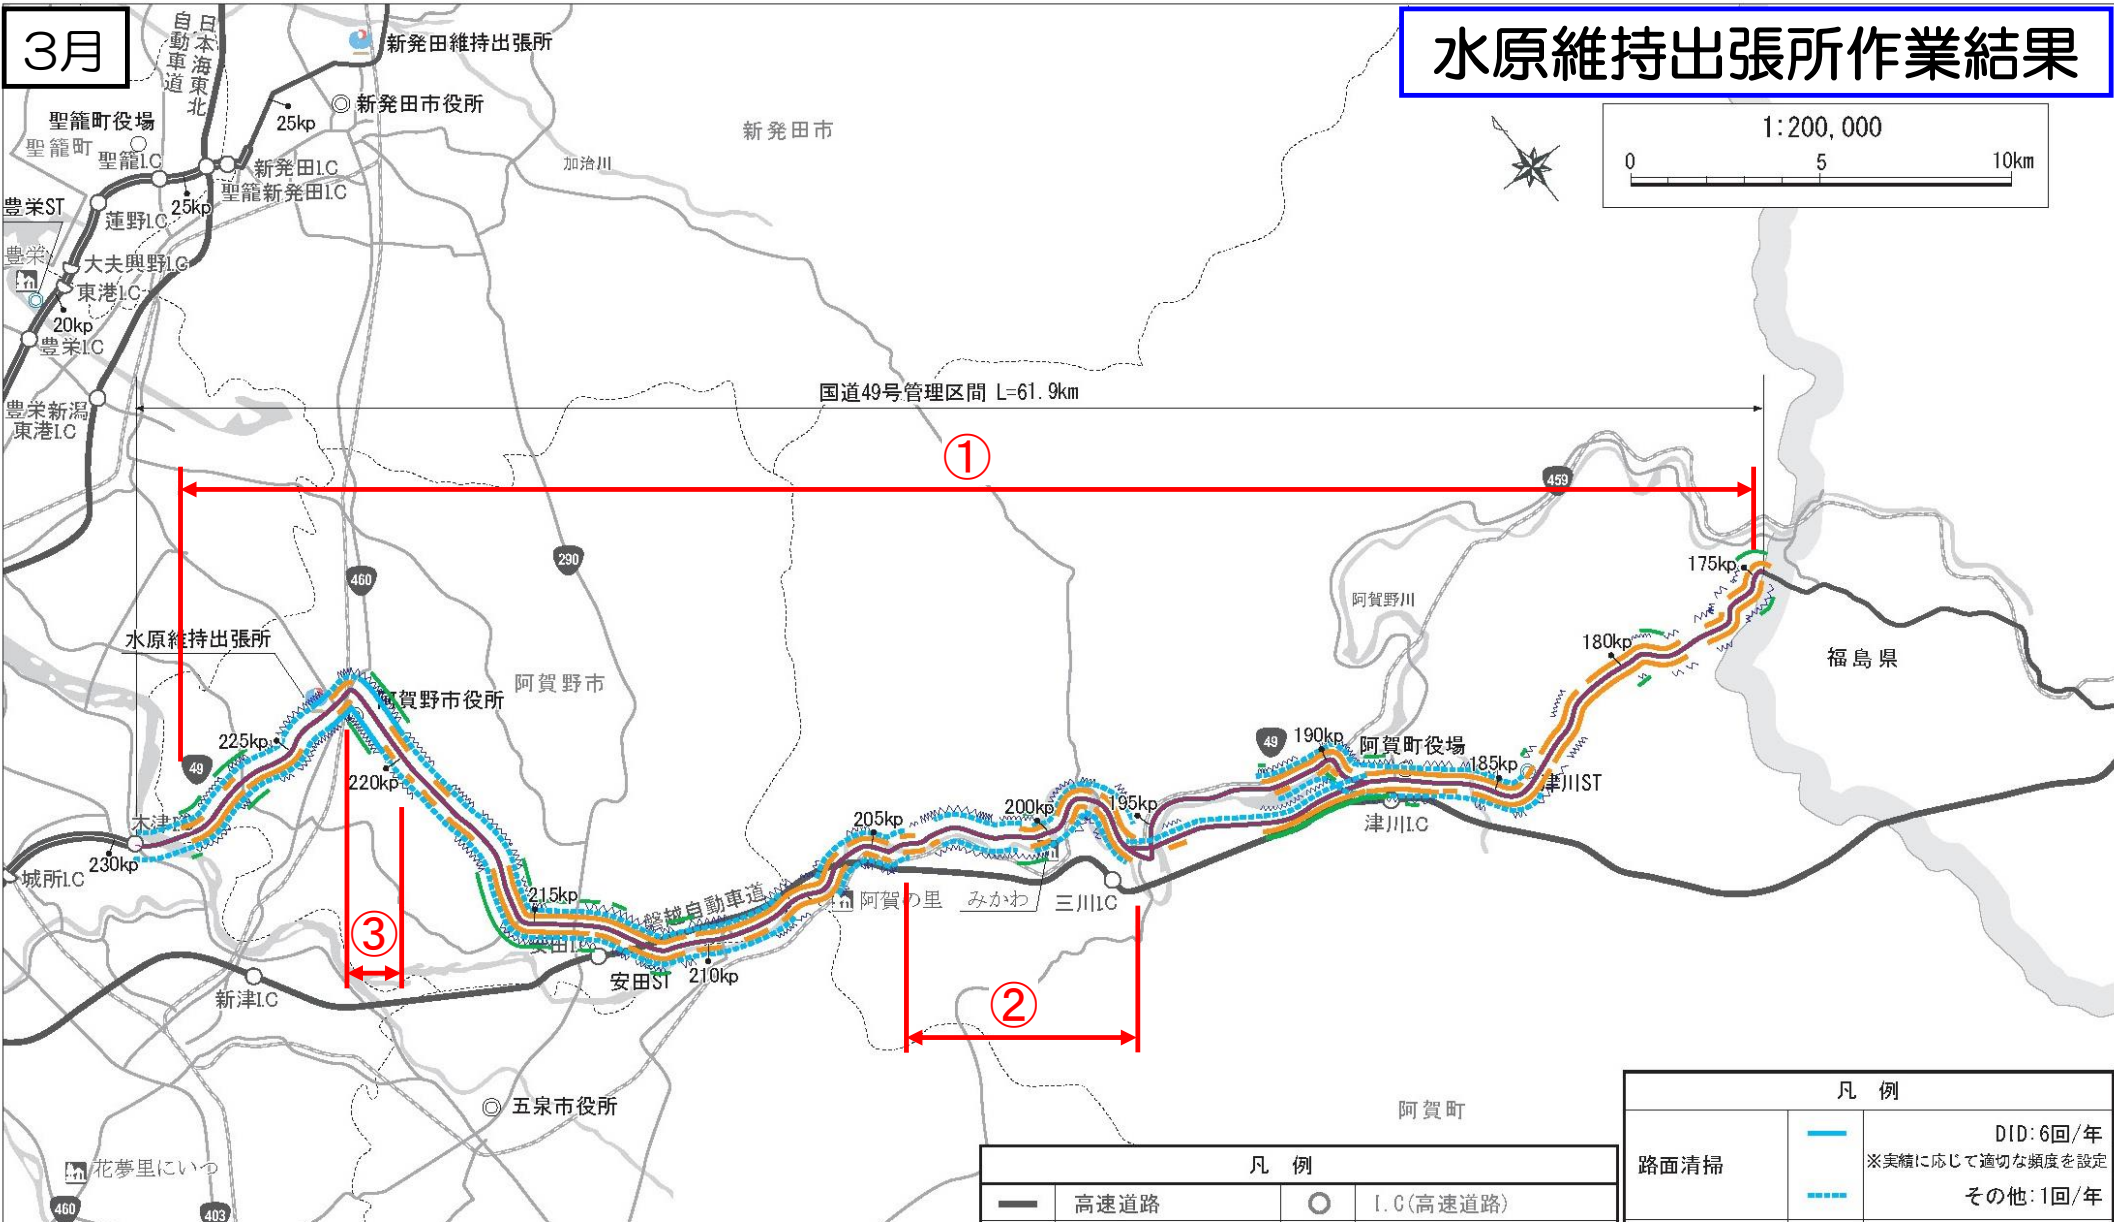 3月
水原維持出張所作業結果
1:200,000
0 5 10km
日本海東北
自動車道
新発田維持出張所
新発田市役所
25kp
新発田市
加治川
聖籠町役場
聖籠町
聖籠I.C
新発田I.C
聖籠新発田I.C
25kp
蓮野I.C
豊栄ST
豊栄
大夫興野I.C
東港I.C
20kp
豊栄I.C
豊栄新潟
東港I.C
国道49号管理区間 L=61.9km
①
459
290
460
175kp
阿賀野川
180kp
福島県
水原維持出張所
阿賀野市
阿賀野市役所
225kp
49
220kp
49
190kp
阿賀町役場
185kp
津川ST
津川I.C
木津I.C
230kp
城所I.C
205kp
200kp
195kp
215kp
磐越自動車道
阿賀の里
みかわ
三川I.C
③
安田I.C
安田ST
210kp
新津I.C
②
五泉市役所
阿賀町
花夢里にいつ
460
403
凡 例
高速道路
I.C(高速道路)
凡 例
路面清掃
DID:6回/年
※実績に応じて適切な頻度を設定
その他:1回/年